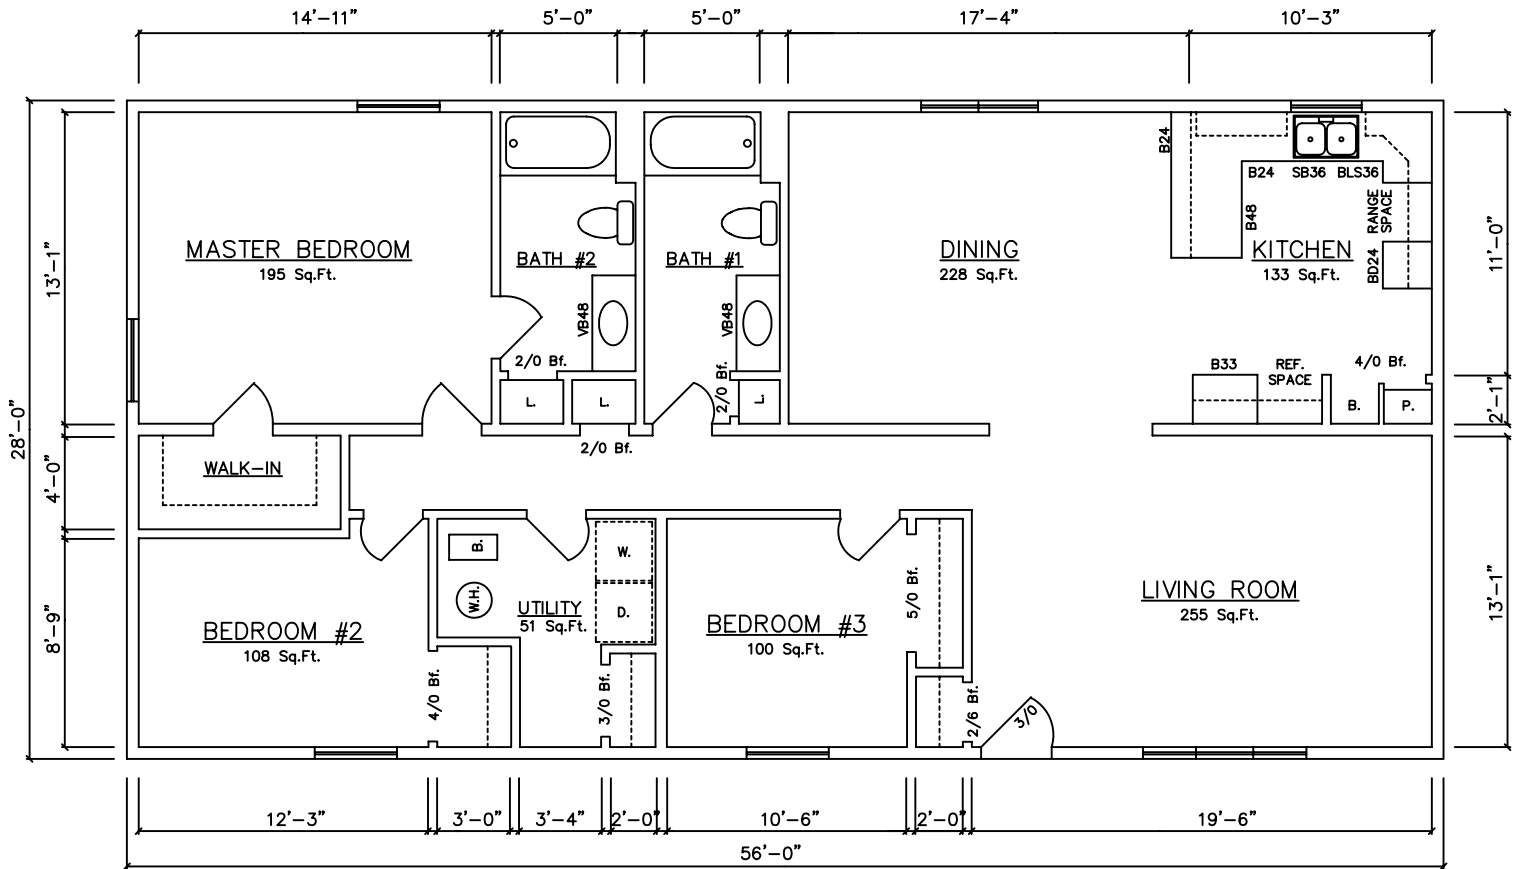 14'-11"
5'-0"
5'-0"
17'-4"
10'-3"
28'-0"
13'-1"
4'-0"
8'-9"
MASTER BEDROOM
195 Sq.Ft.
BATH #2
VB48
2/0 Bf.
L.
L.
2/0 Bf.
BATH #1
VB48
2/0 Bf.
L.
DINING
228 Sq.Ft.
B24
B24
SB36
BLS36
B48
RANGE
SPACE
KITCHEN
133 Sq.Ft.
BD24
B33
REF.
SPACE
4/0 Bf.
B.
P.
11'-0"
2'-1"
13'-1"
WALK-IN
BEDROOM #2
108 Sq.Ft.
4/0 Bf.
B.
W.H.
UTILITY
51 Sq.Ft.
W.
D.
3/0 Bf.
BEDROOM #3
100 Sq.Ft.
5/0 Bf.
2/6 Bf.
3/0
LIVING ROOM
255 Sq.Ft.
12'-3"
3'-0"
3'-4"
2'-0"
10'-6"
2'-0"
19'-6"
56'-0"